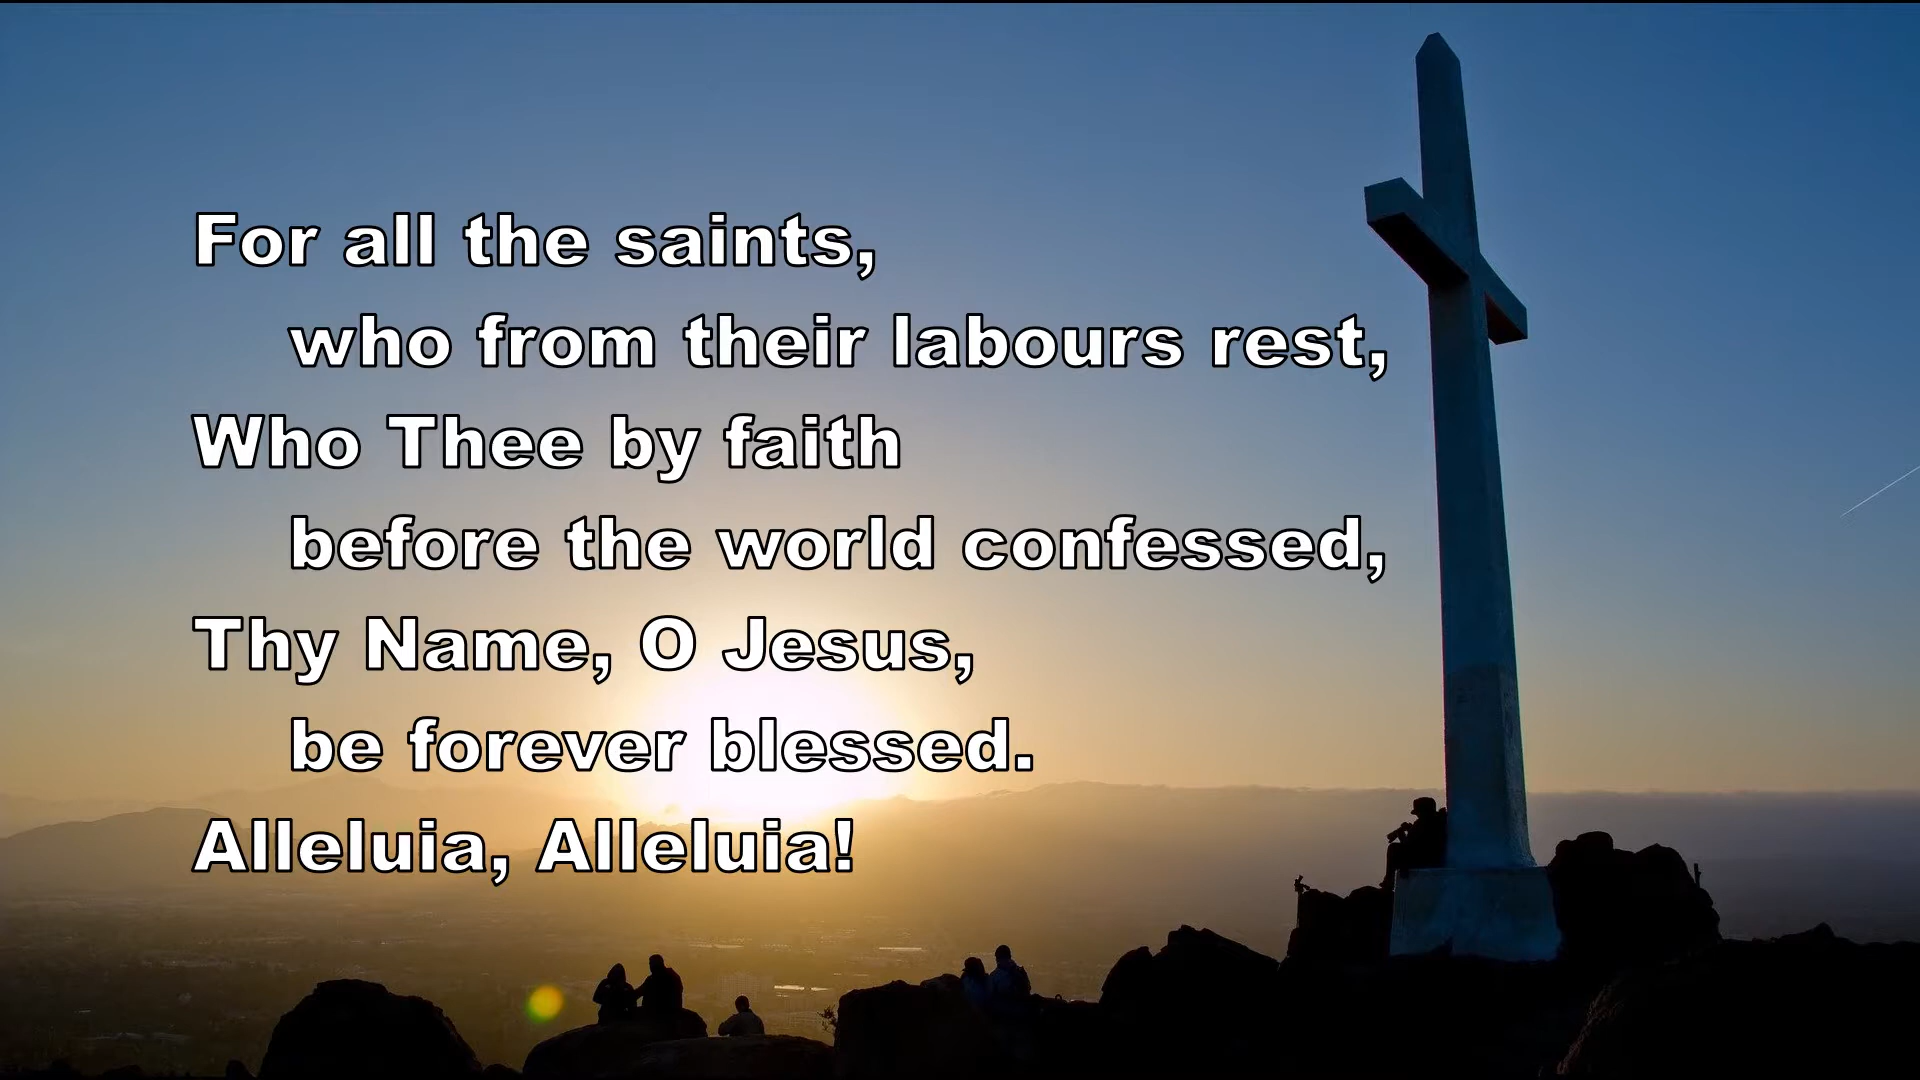 For all the saints,
who from their labours rest,
Who Thee by faith
before the world confessed,
Thy Name, O Jesus,
be forever blessed.
Alleluia, Alleluia!